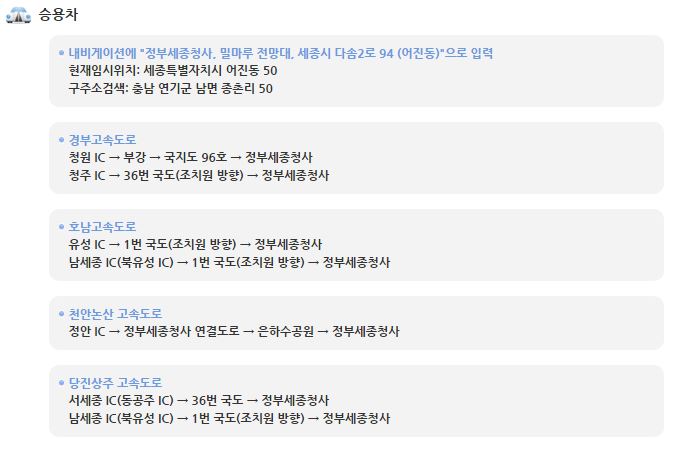 승용차
내비게이션에 "정부세종청사, 밀마루 전망대, 세종시 다솜2로 94 (어진동)"으로 입력
현재임시위치: 세종특별자치시 어진동 50
구주소검색: 충남 연기군 남면 종촌리 50
경부고속도로
청원 IC → 부강 → 국지도 96호 → 정부세종청사
청주 IC → 36번 국도(조치원 방향) → 정부세종청사
호남고속도로
유성 IC → 1번 국도(조치원 방향) → 정부세종청사
남세종 IC(북유성 IC) → 1번 국도(조치원 방향) → 정부세종청사
천안논산 고속도로
정안 IC → 정부세종청사 연결도로 → 은하수공원 → 정부세종청사
당진상주 고속도로
서세종 IC(동공주 IC) → 36번 국도 → 정부세종청사
남세종 IC(북유성 IC) → 1번 국도(조치원 방향) → 정부세종청사